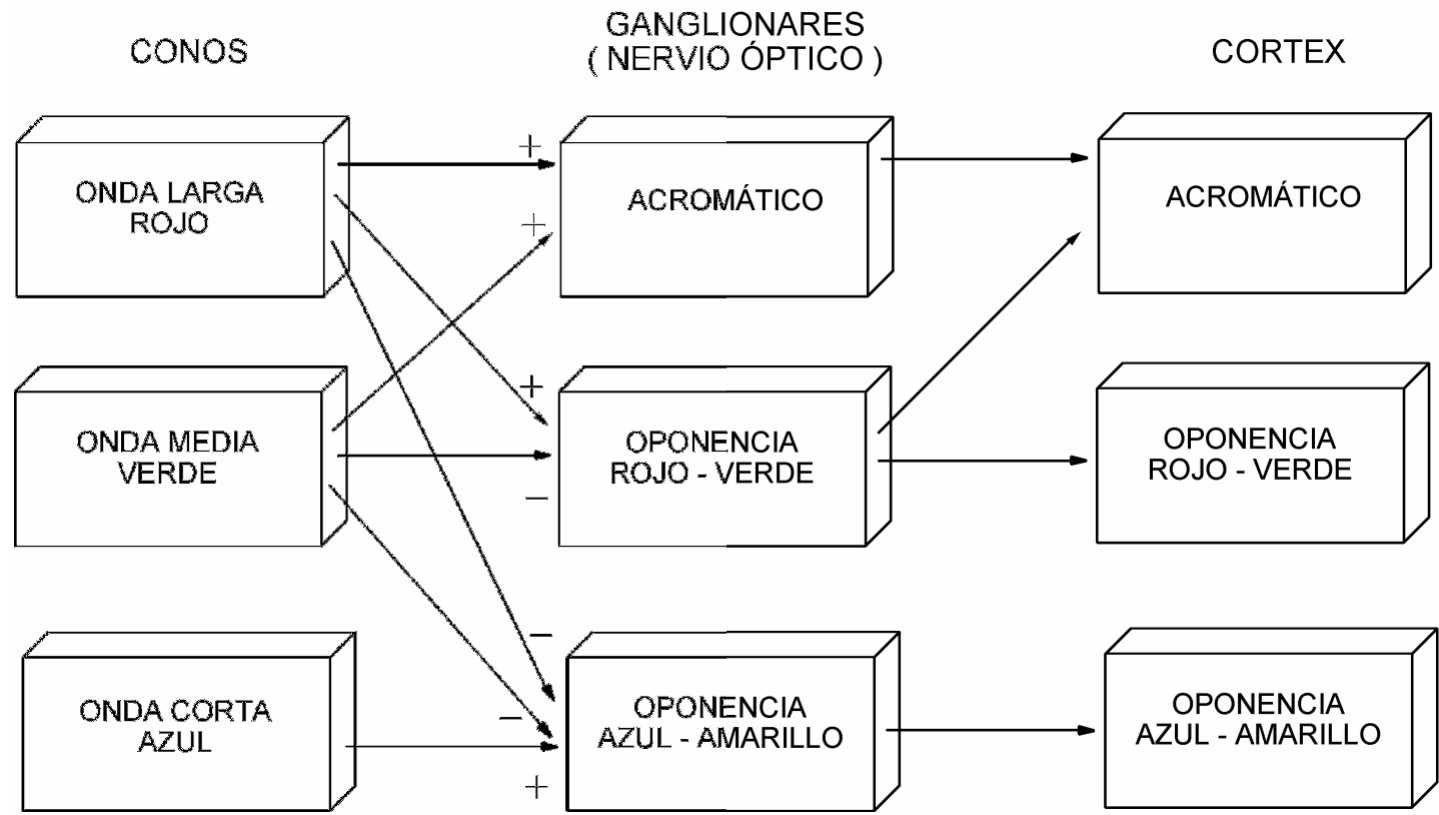 CONOS
GANGLIONARES
( NERVIO ÓPTICO )
CORTEX
ONDA LARGA
ROJO
+
+
ACROMÁTICO
ACROMÁTICO
ONDA MEDIA
VERDE
+
−
OPONENCIA
ROJO - VERDE
OPONENCIA
ROJO - VERDE
ONDA CORTA
AZUL
−
−
+
OPONENCIA
AZUL - AMARILLO
OPONENCIA
AZUL - AMARILLO